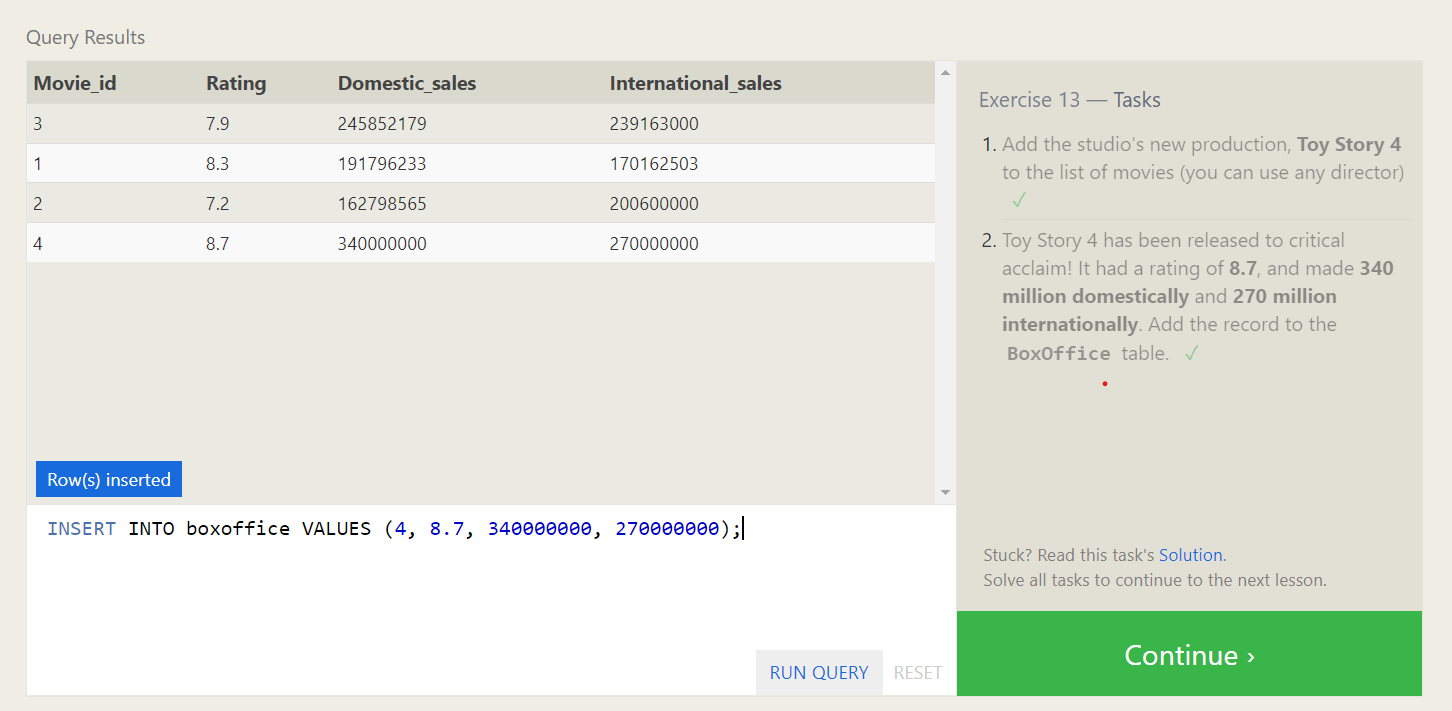 Query Results
Movie_id Rating Domestic_sales International_sales
3 7.9 245852179 239163000
1 8.3 191796233 170162503
2 7.2 162798565 200600000
4 8.7 340000000 270000000
Row(s) inserted
INSERT INTO boxoffice VALUES (4, 8.7, 340000000, 270000000);
RUN QUERY RESET
Exercise 13 — Tasks
1. Add the studio's new production, Toy Story 4
to the list of movies (you can use any director)
✓
2. Toy Story 4 has been released to critical
acclaim! It had a rating of 8.7, and made 340
million domestically and 270 million
internationally. Add the record to the
BoxOffice table. ✓
Stuck? Read this task's Solution.
Solve all tasks to continue to the next lesson.
Continue ›